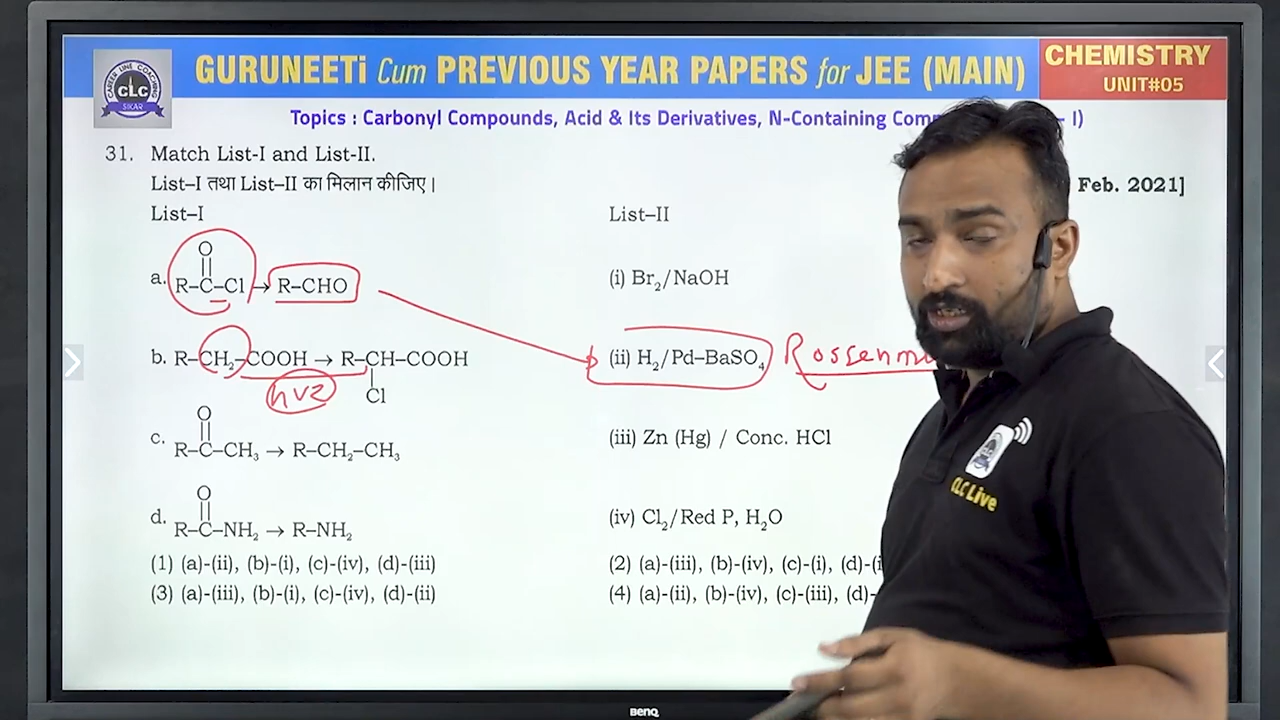 GURUNEETi Cum PREVIOUS YEAR PAPERS for JEE (MAIN)
CHEMISTRY
UNIT#05
CAREER LINE COACHING
CLC
SIKAR
Topics : Carbonyl Compounds, Acid & Its Derivatives, N-Containing I)
31. Match List-I and List-II.
List–I तथा List–II का मिलान कीजिए।
Feb. 2021]
List–I List–II
a. R–C(=O)–Cl → R–CHO (i) Br₂/NaOH
b. R–CH₂–COOH → R–CH(Cl)–COOH (ii) H₂/Pd–BaSO₄
hvz
c. R–C(=O)–CH₃ → R–CH₂–CH₃ (iii) Zn (Hg) / Conc. HCl
d. R–C(=O)–NH₂ → R–NH₂ (iv) Cl₂/Red P, H₂O
(1) (a)-(ii), (b)-(i), (c)-(iv), (d)-(iii) (2) (a)-(iii), (b)-(iv), (c)-(i), (d)-(i
(3) (a)-(iii), (b)-(i), (c)-(iv), (d)-(ii) (4) (a)-(ii), (b)-(iv), (c)-(iii), (d)-
CLC Live
BenQ